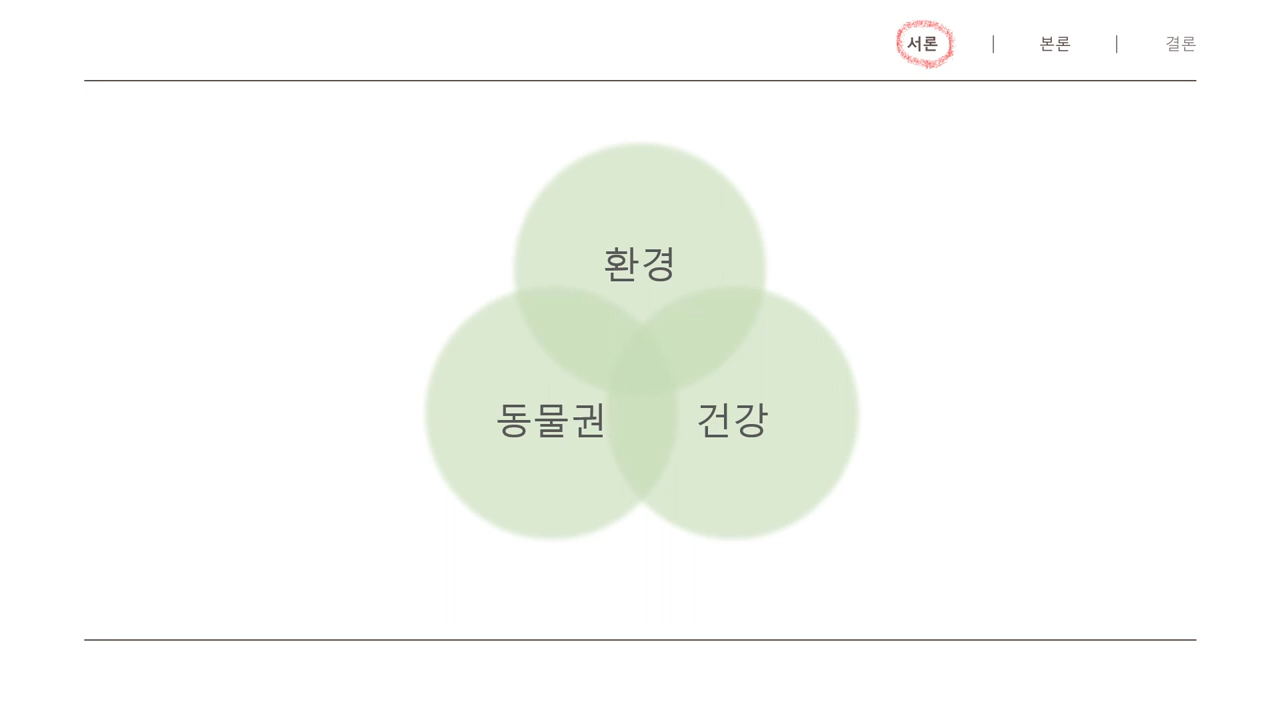 서론 | 본론 | 결론
환경
동물권 건강